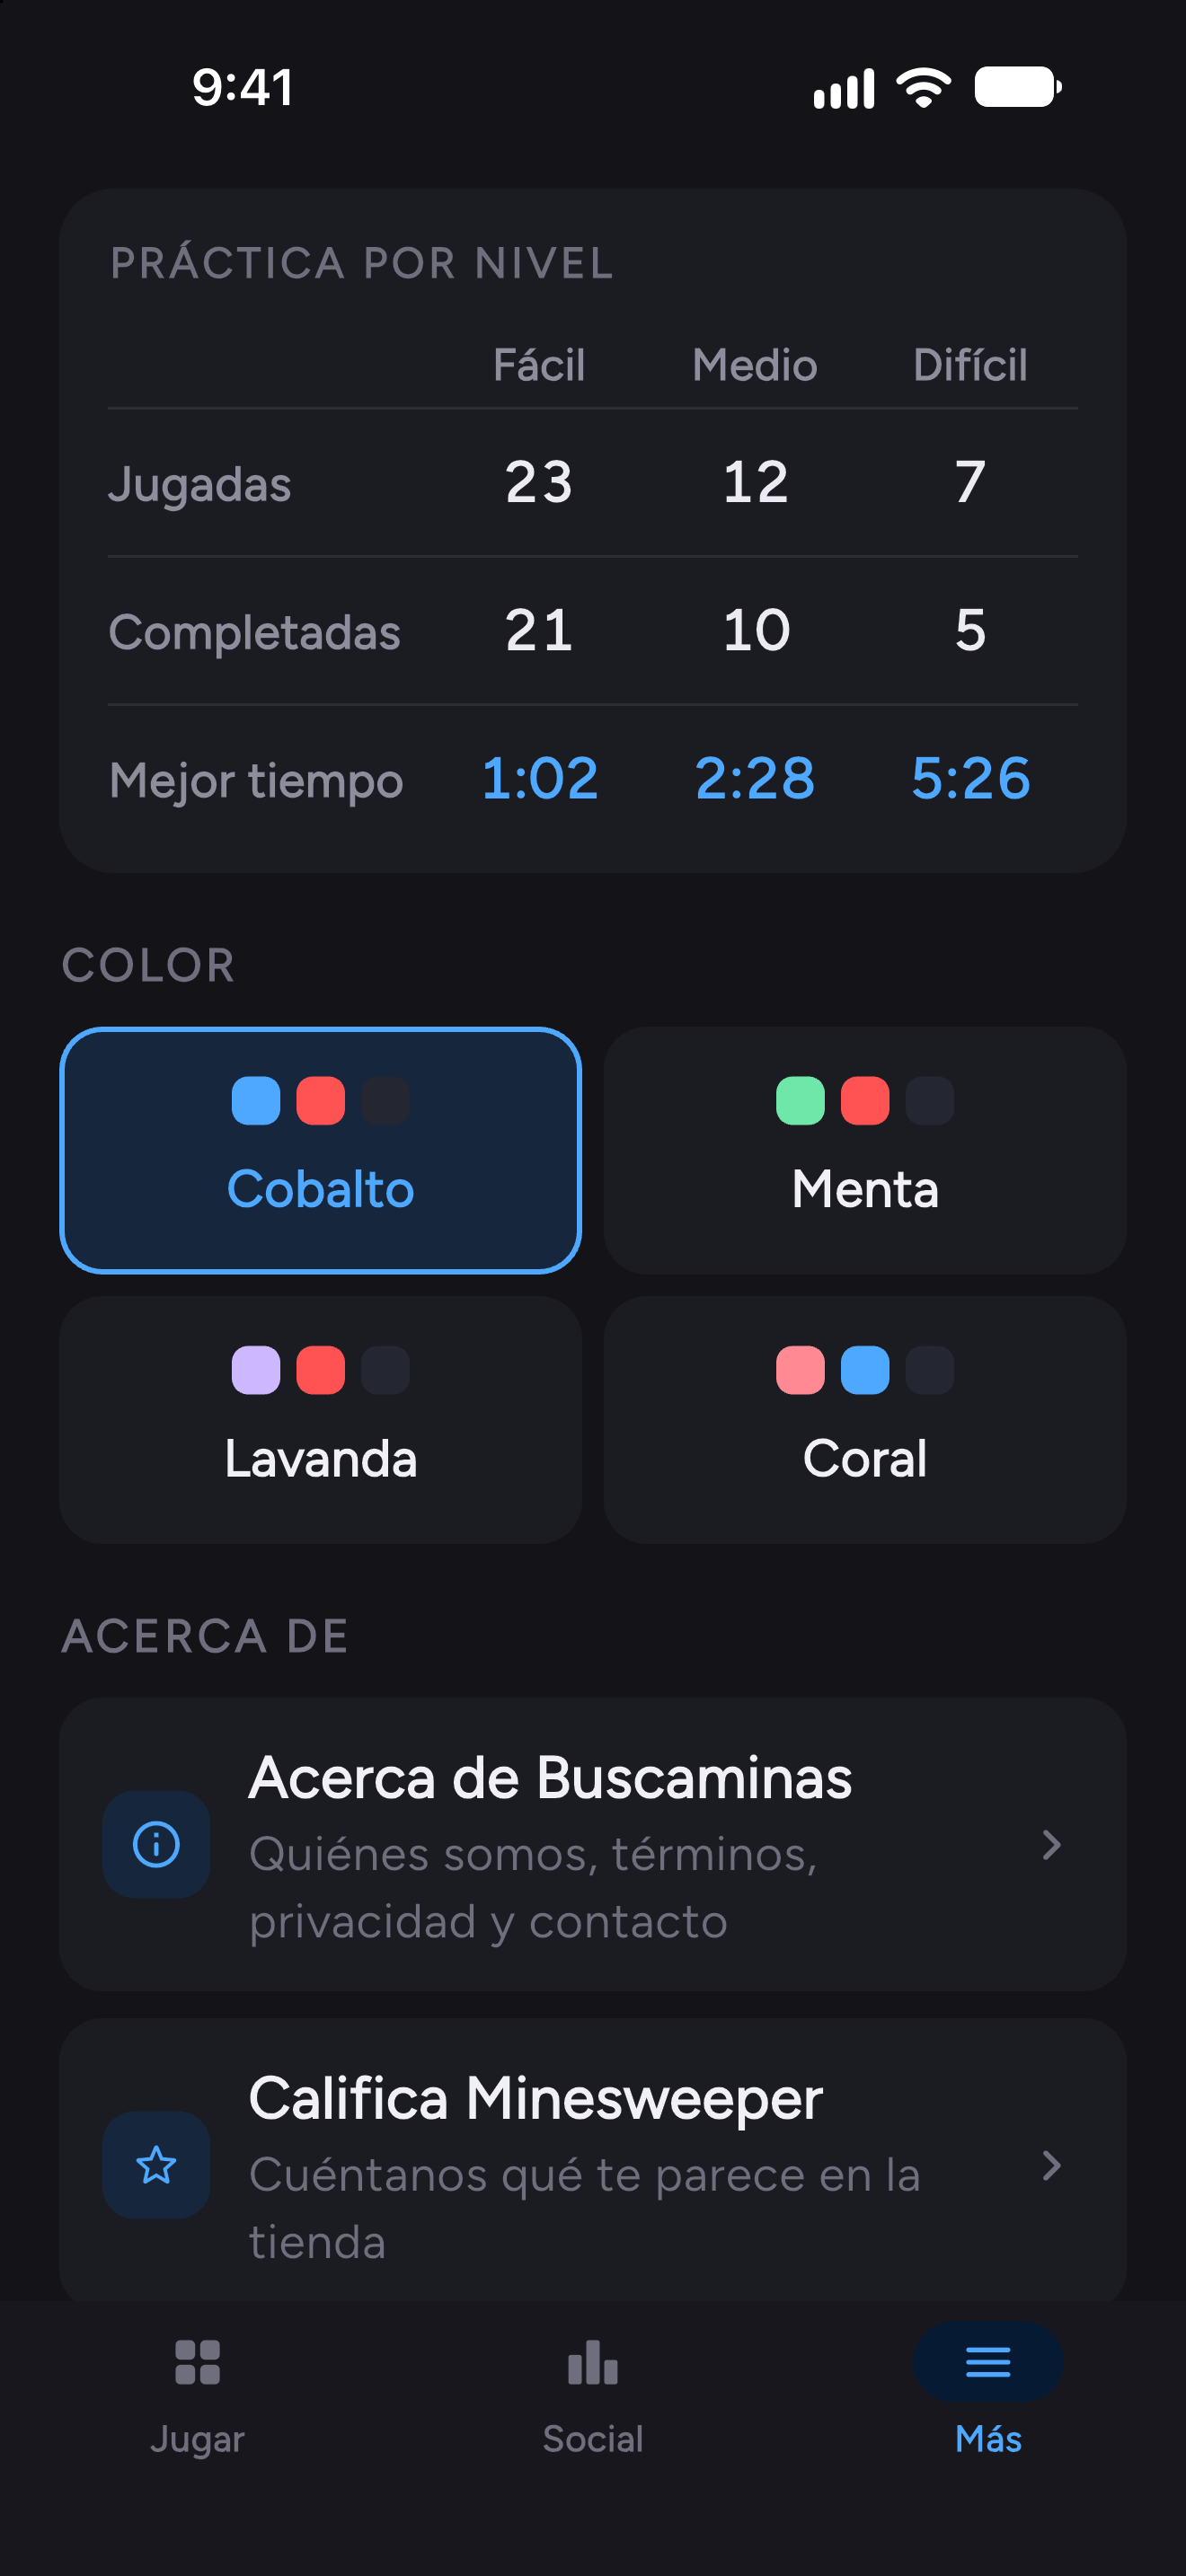 9:41
PRÁCTICA POR NIVEL
Fácil Medio Difícil
Jugadas 23 12 7
Completadas 21 10 5
Mejor tiempo 1:02 2:28 5:26
COLOR
Cobalto Menta
Lavanda Coral
ACERCA DE
Acerca de Buscaminas
Quiénes somos, términos,
privacidad y contacto
Califica Minesweeper
Cuéntanos qué te parece en la
tienda
Jugar Social Más